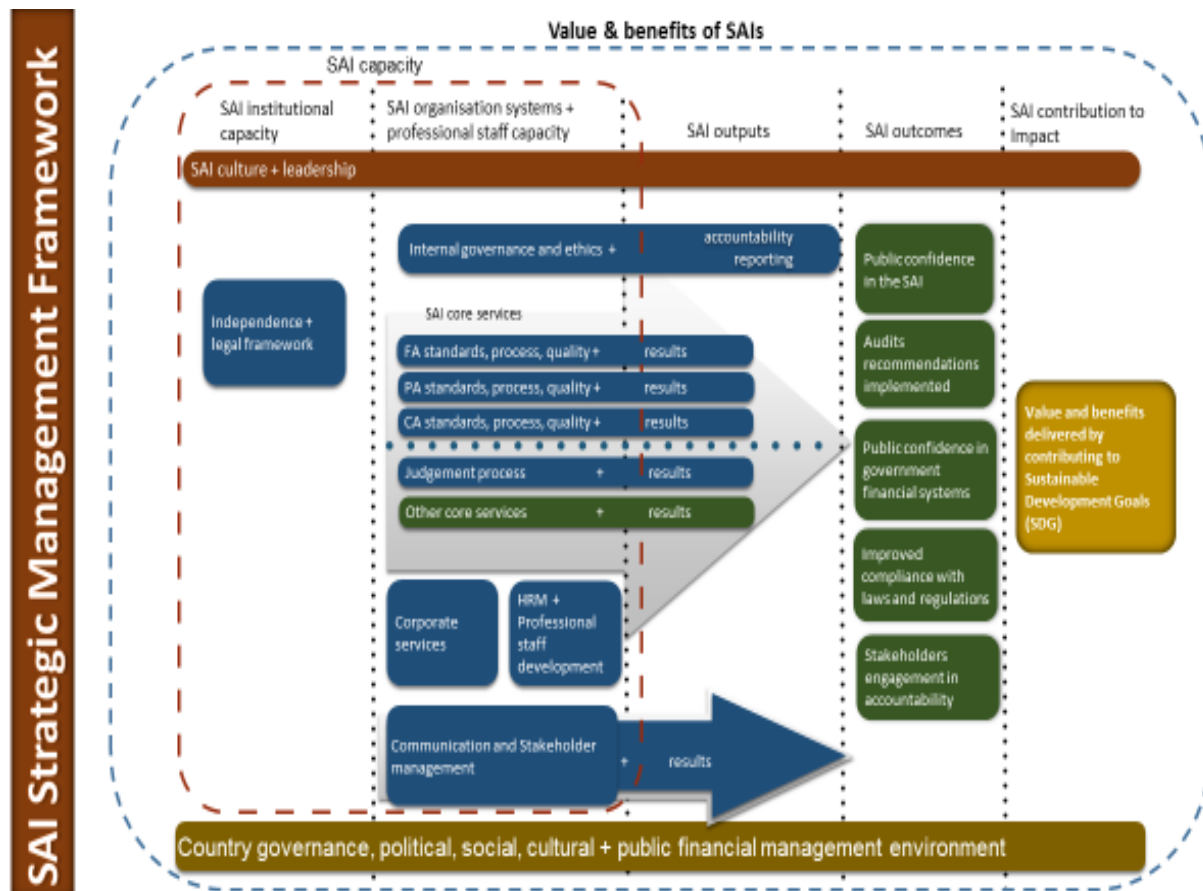 SAI Strategic Management Framework
Value & benefits of SAIs
SAI capacity
SAI institutional
capacity
SAI organisation systems +
professional staff capacity
SAI outputs
SAI outcomes
SAI contribution to
Impact
SAI culture + leadership
Internal governance and ethics +
accountability
reporting
Independence +
legal framework
SAI core services
FA standards, process, quality+ results
PA standards, process, quality + results
CA standards, process, quality + results
Judgement process + results
Other core services + results
Corporate
services
HRM +
Professional
staff
development
Communication and Stakeholder
management
+ results
Public confidence
in the SAI
Audits
recommendations
implemented
Public confidence in
government
financial systems
Improved
compliance with
laws and regulations
Stakeholders
engagement in
accountability
Value and benefits
delivered by
contributing to
Sustainable
Development Goals
(SDG)
Country governance, political, social, cultural + public financial management environment